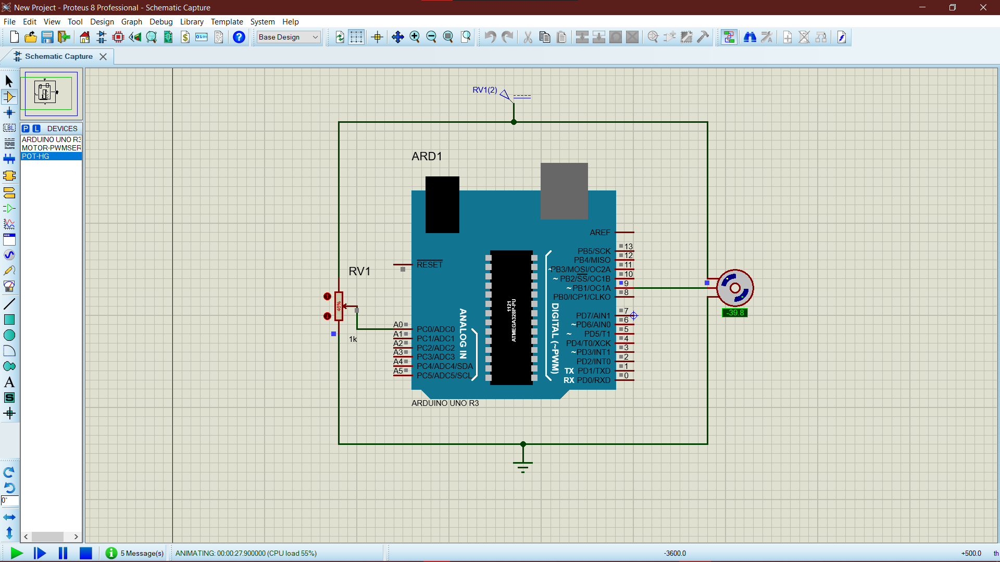 New Project - Proteus 8 Professional - Schematic Capture
File Edit View Tool Design Graph Debug Library Template System Help
Base Design
Schematic Capture
LBL
P L DEVICES
ARDUINO UNO R3
MOTOR-PWMSER
POT-HG
RV1(2)
ARD1
AREF
RESET
RV1
46%
1k
A0 PC0/ADC0
A1 PC1/ADC1
A2 PC2/ADC2
A3 PC3/ADC3
A4 PC4/ADC4/SDA
A5 PC5/ADC5/SCL
ANALOG IN
1121
ATMEGA328P-PU
DIGITAL (~PWM)
PB5/SCK 13
PB4/MISO 12
~PB3/MOSI/OC2A 11
~ PB2/SS/OC1B 10
~ PB1/OC1A 9
PB0/ICP1/CLKO 8
PD7/AIN1 7
~PD6/AIN0 6
~ PD5/T1 5
PD4/T0/XCK 4
~PD3/INT1 3
PD2/INT0 2
TX PD1/TXD 1
RX PD0/RXD 0
ARDUINO UNO R3
-39.8
A
S
0°
5 Message(s)
ANIMATING: 00:00:27.900000 (CPU load 55%)
-3600.0
+500.0
th